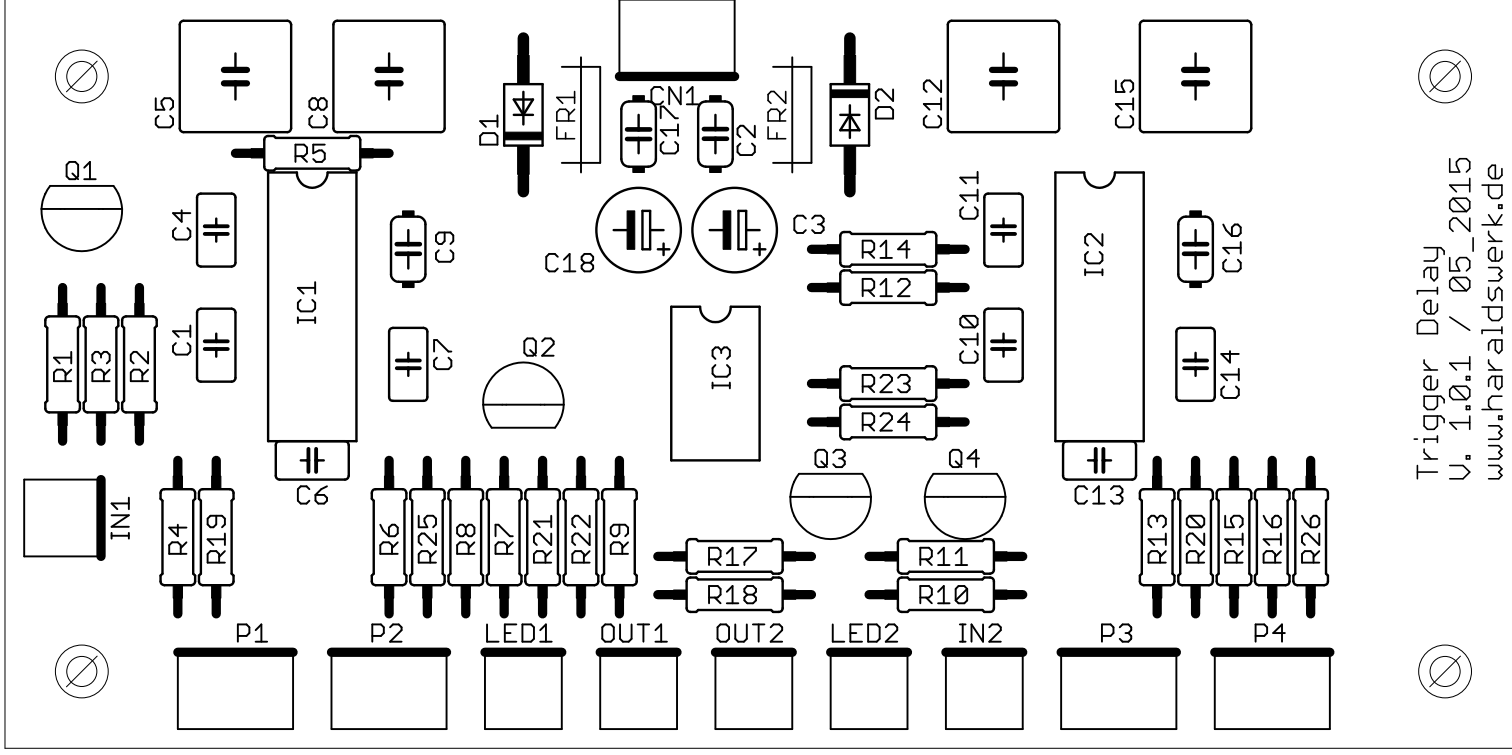 C5
C8
D1
FR1
CN1
C17
C2
FR2
D2
C12
C15
R5
Q1
C4
C9
C18
C3
C11
IC2
C16
R14
R12
IC1
C1
C7
Q2
IC3
C10
C14
R1
R3
R2
R23
R24
Q3
Q4
C6
C13
IN1
R4
R19
R6
R25
R8
R7
R21
R22
R9
R17
R18
R11
R10
R13
R20
R15
R16
R26
P1
P2
LED1
OUT1
OUT2
LED2
IN2
P3
P4
Trigger Delay
V. 1.0.1 / 05_2015
www.haraldswerk.de